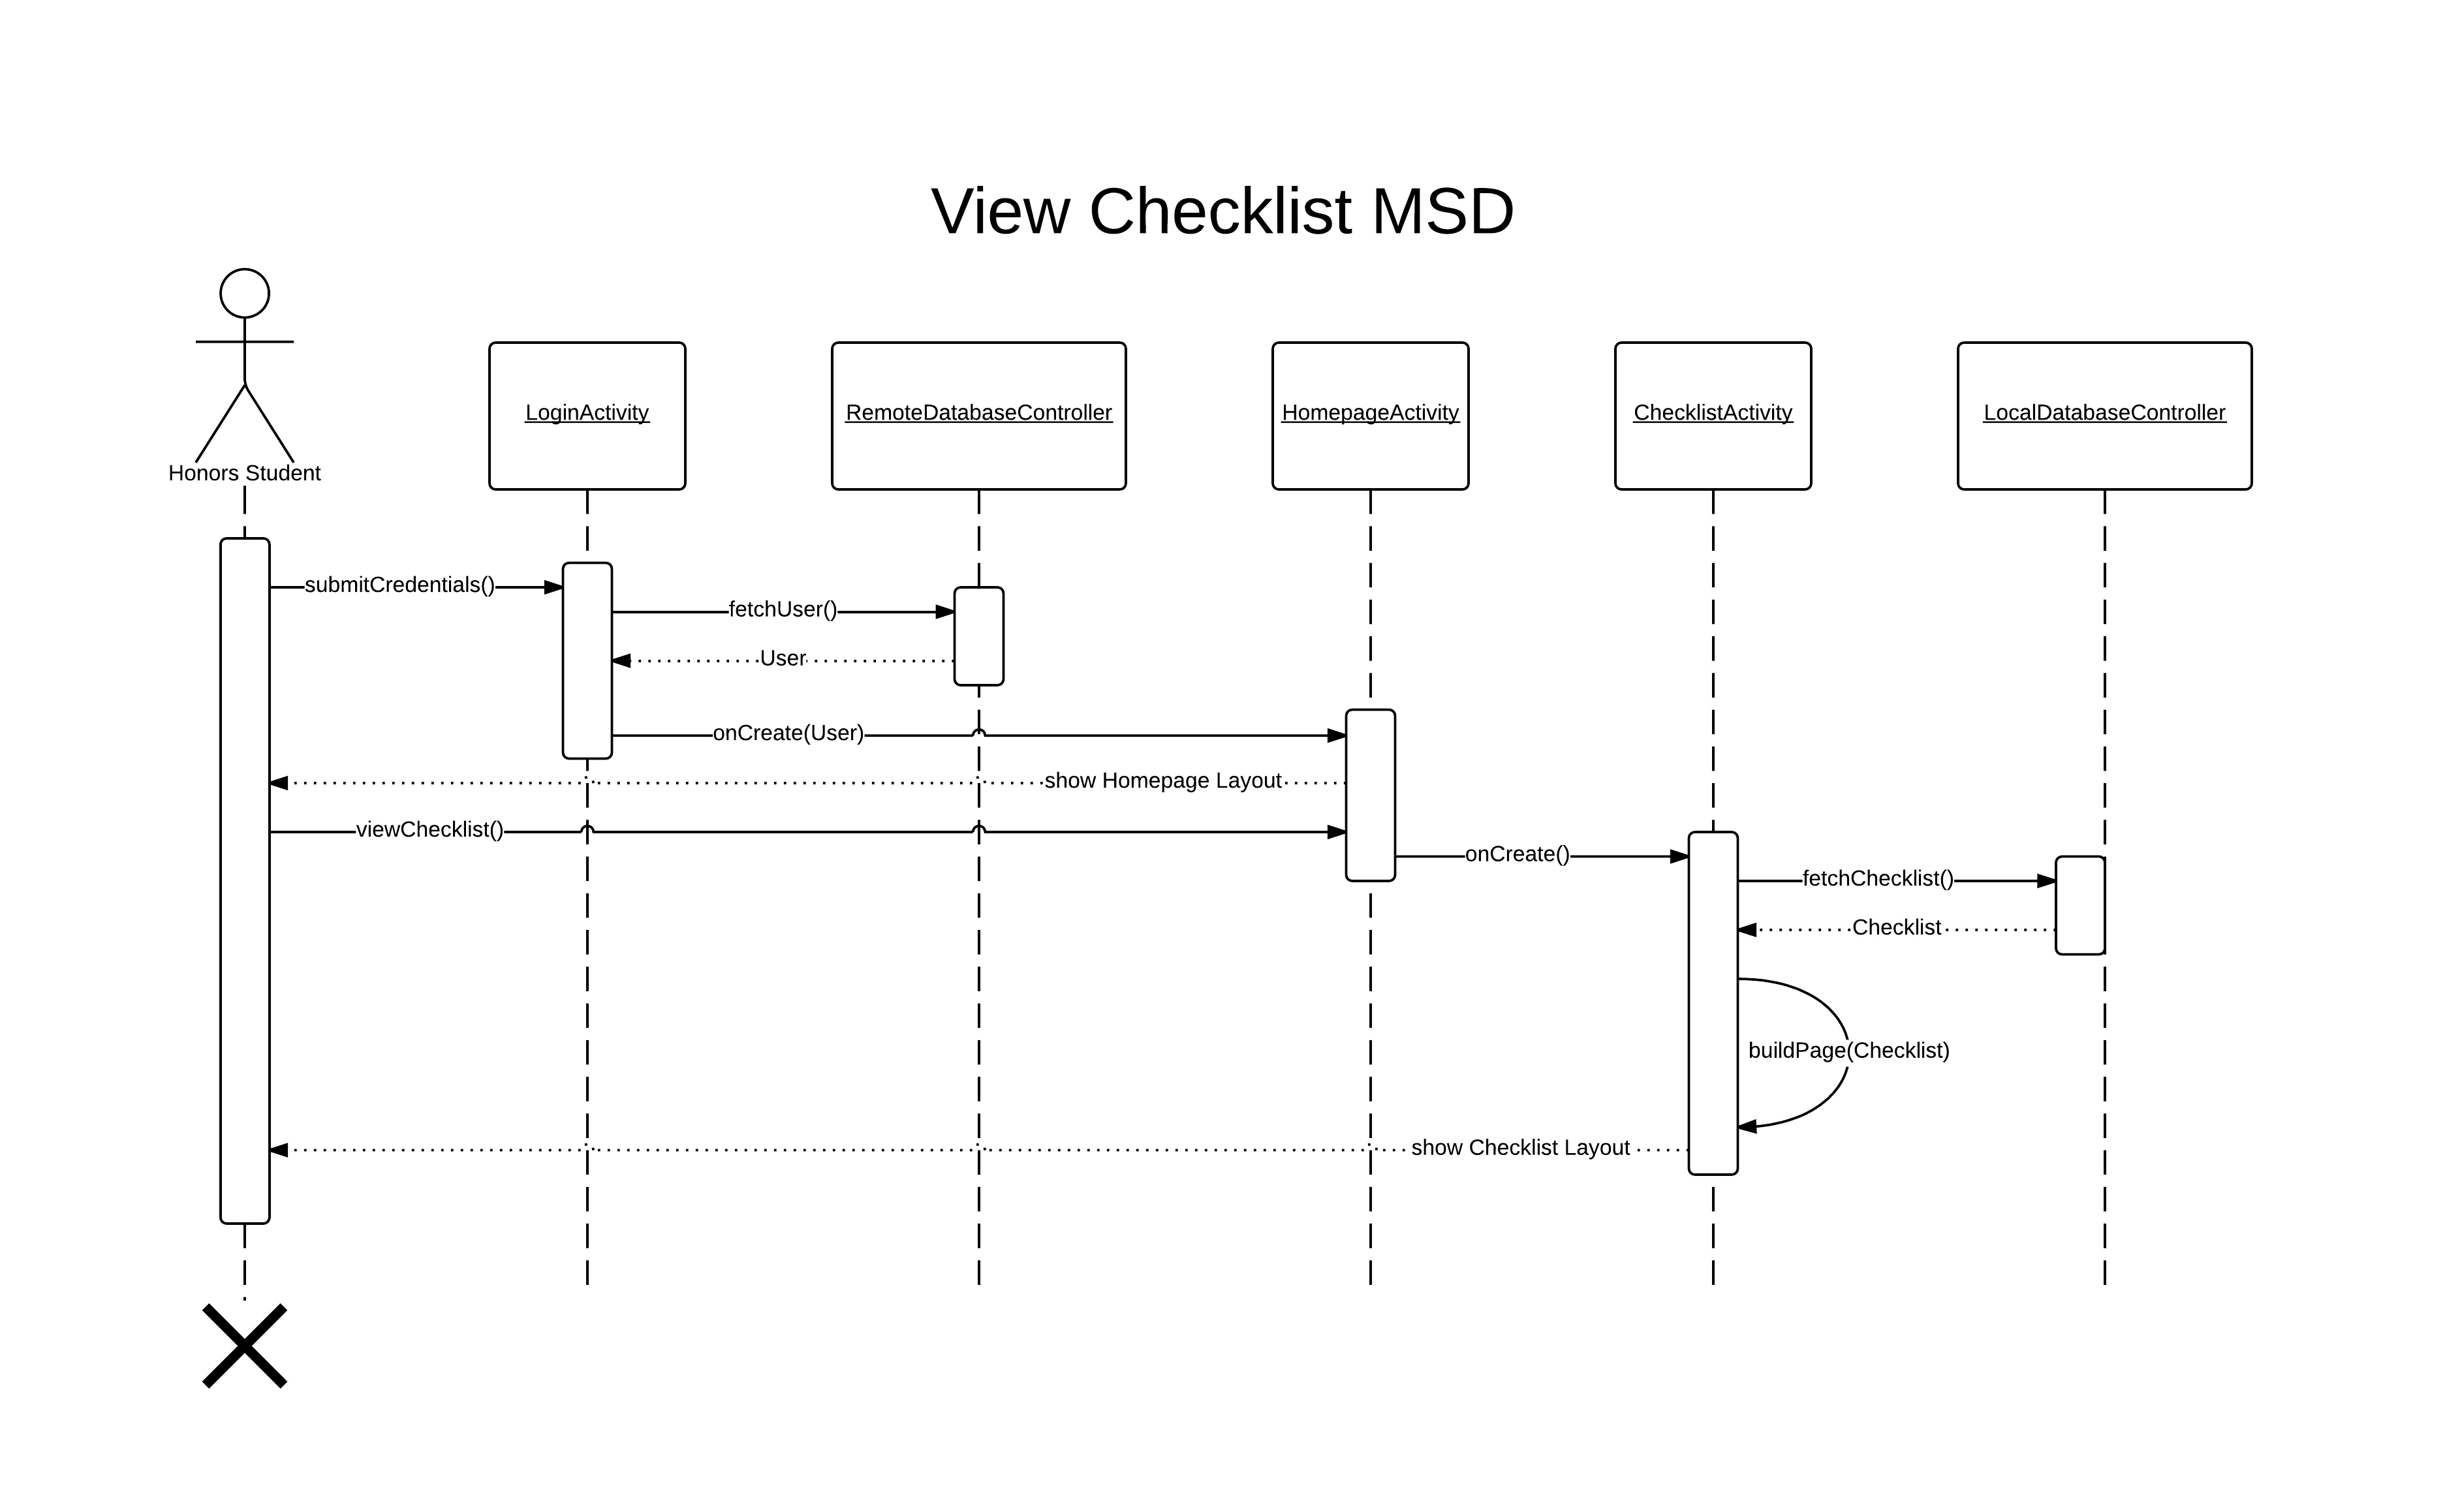 View Checklist MSD
Honors Student
LoginActivity
RemoteDatabaseController
HomepageActivity
ChecklistActivity
LocalDatabaseController
submitCredentials()
fetchUser()
User
onCreate(User)
show Homepage Layout
viewChecklist()
onCreate()
fetchChecklist()
Checklist
buildPage(Checklist)
show Checklist Layout